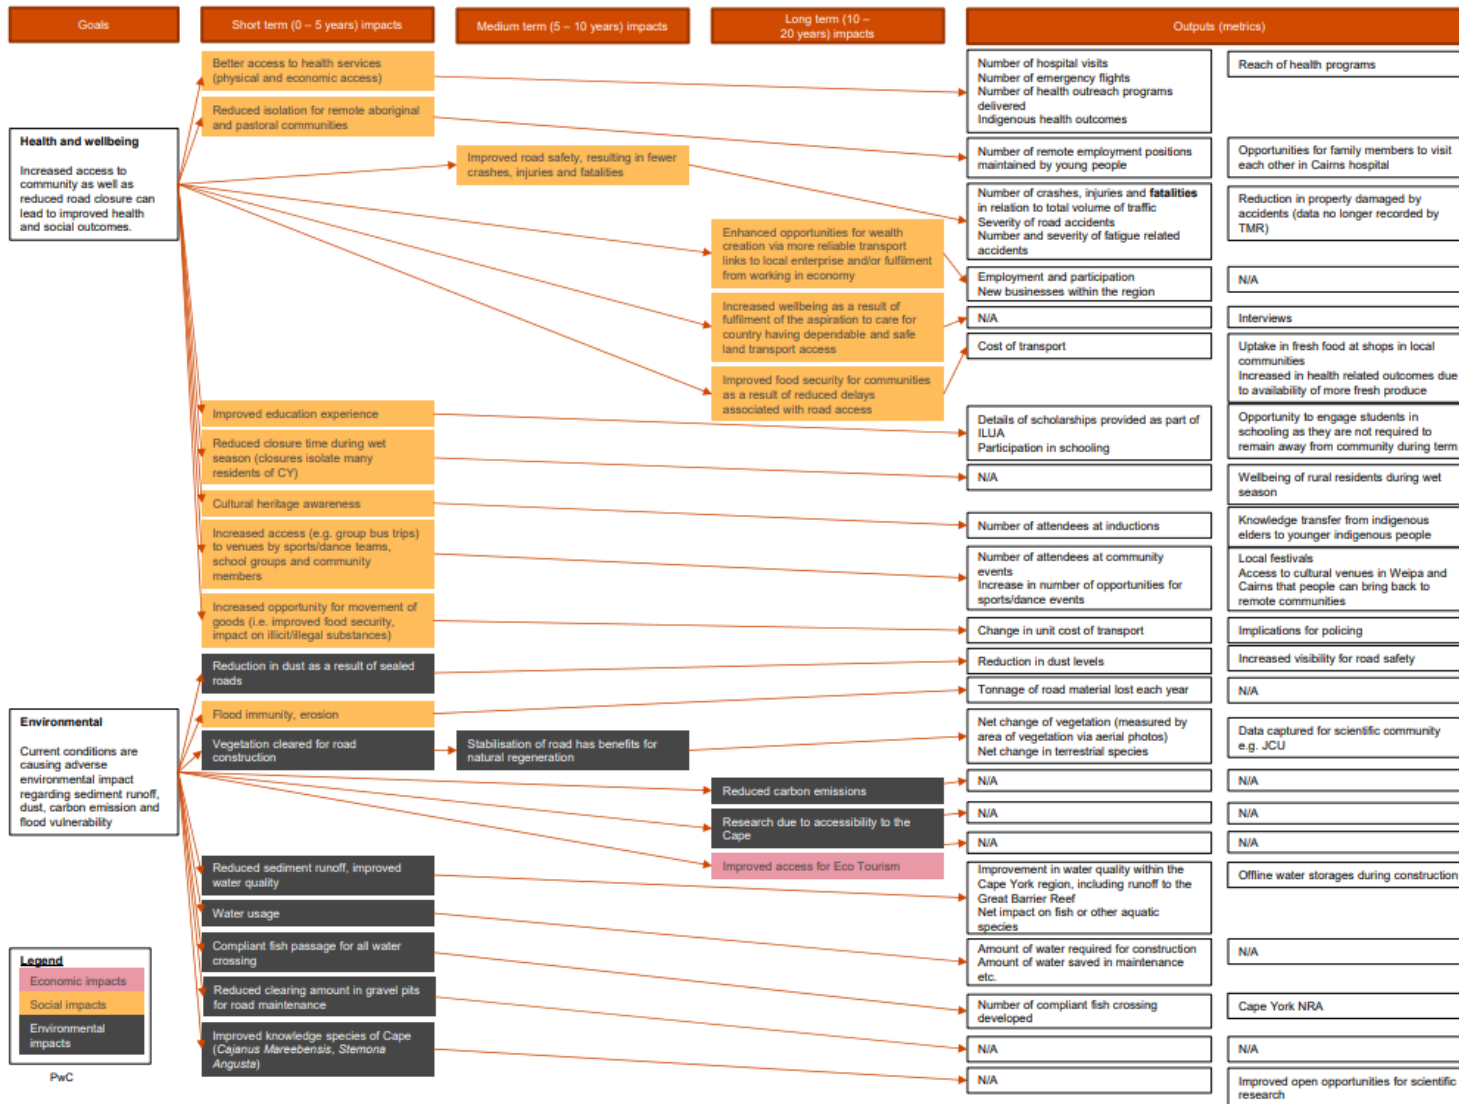 Goals
Short term (0 – 5 years) impacts
Medium term (5 – 10 years) impacts
Long term (10 –
20 years) impacts
Outputs (metrics)
Health and wellbeing
Increased access to
community as well as
reduced road closure can
lead to improved health
and social outcomes.
Better access to health services
(physical and economic access)
Reduced isolation for remote aboriginal
and pastoral communities
Improved road safety, resulting in fewer
crashes, injuries and fatalities
Enhanced opportunities for wealth
creation via more reliable transport
links to local enterprise and/or fulfilment
from working in economy
Increased wellbeing as a result of
fulfilment of the aspiration to care for
country having dependable and safe
land transport access
Improved food security for communities
as a result of reduced delays
associated with road access
Improved education experience
Reduced closure time during wet
season (closures isolate many
residents of CY)
Cultural heritage awareness
Increased access (e.g. group bus trips)
to venues by sports/dance teams,
school groups and community
members
Increased opportunity for movement of
goods (i.e. improved food security,
impact on illicit/illegal substances)
Number of hospital visits
Number of emergency flights
Number of health outreach programs
delivered
Indigenous health outcomes
Reach of health programs
Number of remote employment positions
maintained by young people
Opportunities for family members to visit
each other in Cairns hospital
Number of crashes, injuries and fatalities
in relation to total volume of traffic
Severity of road accidents
Number and severity of fatigue related
accidents
Reduction in property damaged by
accidents (data no longer recorded by
TMR)
Employment and participation
New businesses within the region
N/A
N/A
Interviews
Cost of transport
Uptake in fresh food at shops in local
communities
Increased in health related outcomes due
to availability of more fresh produce
Details of scholarships provided as part of
ILUA
Participation in schooling
Opportunity to engage students in
schooling as they are not required to
remain away from community during term
N/A
Wellbeing of rural residents during wet
season
Number of attendees at inductions
Knowledge transfer from indigenous
elders to younger indigenous people
Number of attendees at community
events
Increase in number of opportunities for
sports/dance events
Local festivals
Access to cultural venues in Weipa and
Cairns that people can bring back to
remote communities
Change in unit cost of transport
Implications for policing
Environmental
Current conditions are
causing adverse
environmental impact
regarding sediment runoff,
dust, carbon emission and
flood vulnerability
Reduction in dust as a result of sealed
roads
Flood immunity, erosion
Vegetation cleared for road
construction
Stabilisation of road has benefits for
natural regeneration
Reduced carbon emissions
Research due to accessibility to the
Cape
Improved access for Eco Tourism
Reduced sediment runoff, improved
water quality
Water usage
Compliant fish passage for all water
crossing
Reduced clearing amount in gravel pits
for road maintenance
Improved knowledge species of Cape
(Cajanus Mareebensis, Stemona
Angusta)
Reduction in dust levels
Increased visibility for road safety
Tonnage of road material lost each year
N/A
Net change of vegetation (measured by
area of vegetation via aerial photos)
Net change in terrestrial species
Data captured for scientific community
e.g. JCU
N/A
N/A
N/A
N/A
N/A
N/A
Improvement in water quality within the
Cape York region, including runoff to the
Great Barrier Reef
Net impact on fish or other aquatic
species
Offline water storages during construction
Amount of water required for construction
Amount of water saved in maintenance
etc.
N/A
Number of compliant fish crossing
developed
Cape York NRA
N/A
N/A
N/A
Improved open opportunities for scientific
research
Legend
Economic impacts
Social impacts
Environmental
impacts
PwC